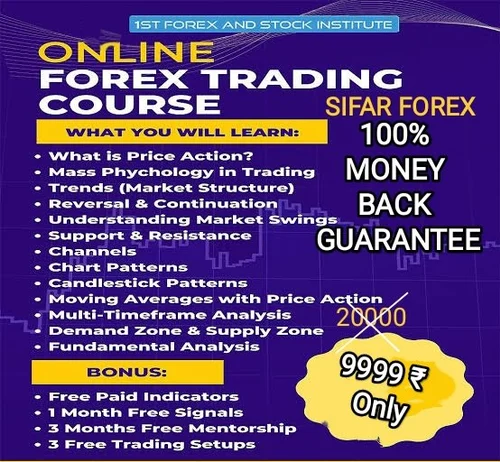 1ST FOREX AND STOCK INSTITUTE
ONLINE
FOREX TRADING
COURSE
SIFAR FOREX
100%
MONEY
BACK
GUARANTEE
WHAT YOU WILL LEARN:
• What is Price Action?
• Mass Phychology in Trading
• Trends (Market Structure)
• Reversal & Continuation
• Understanding Market Swings
• Support & Resistance
• Channels
• Chart Patterns
• Candlestick Patterns
• Moving Averages with Price Action
• Multi-Timeframe Analysis
• Demand Zone & Supply Zone
• Fundamental Analysis
20000
9999 ₹
Only
BONUS:
• Free Paid Indicators
• 1 Month Free Signals
• 3 Months Free Mentorship
• 3 Free Trading Setups